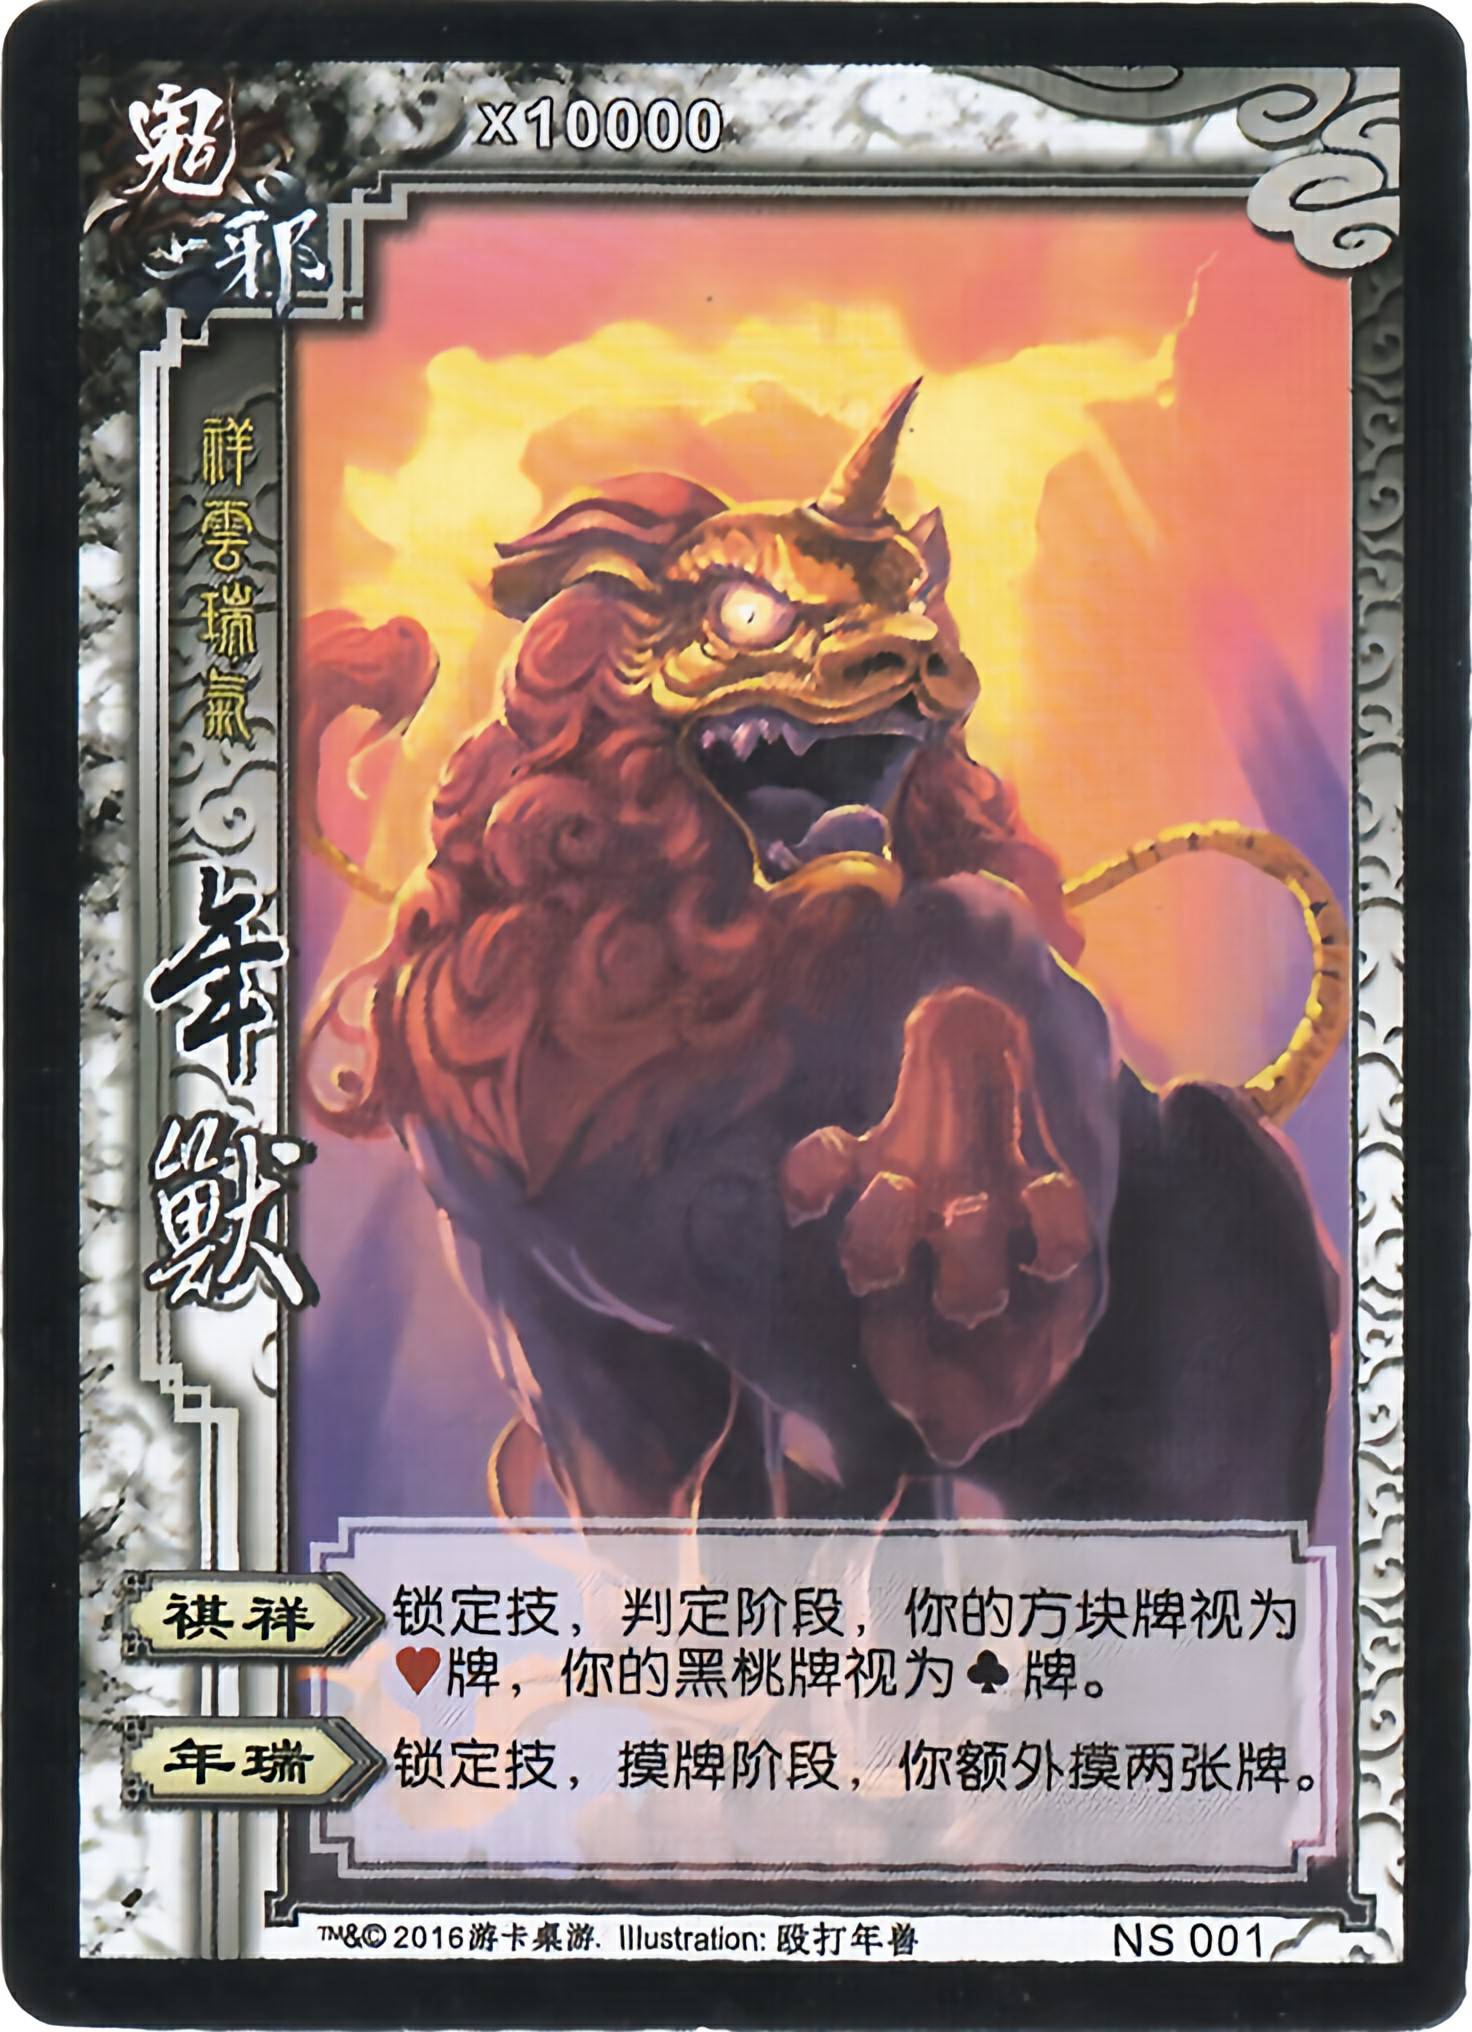 鬼
邪
x10000
祥雲瑞氣
年獸
祺祥
锁定技，判定阶段，你的方块牌视为
♥牌，你的黑桃牌视为♣牌。
年瑞
锁定技，摸牌阶段，你额外摸两张牌。
™&© 2016游卡桌游. Illustration: 殴打年兽
NS 001